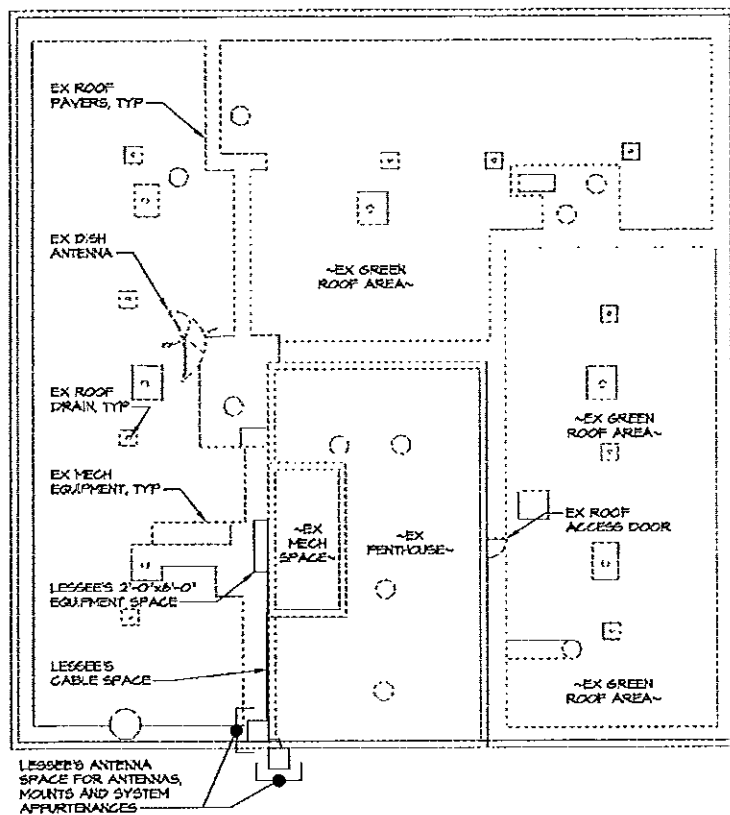 EX ROOF
PAVERS, TYP
EX DISH
ANTENNA
~EX GREEN
ROOF AREA~
EX ROOF
DRAIN, TYP
~EX GREEN
ROOF AREA~
EX MECH
EQUIPMENT, TYP
~EX
MECH
SPACE~
~EX
PENTHOUSE~
EX ROOF
ACCESS DOOR
LESSEE'S 2'-0"x6'-0"
EQUIPMENT SPACE
LESSEE'S
CABLE SPACE
~EX GREEN
ROOF AREA~
LESSEE'S ANTENNA
SPACE FOR ANTENNAS,
MOUNTS AND SYSTEM
APPURTENANCES